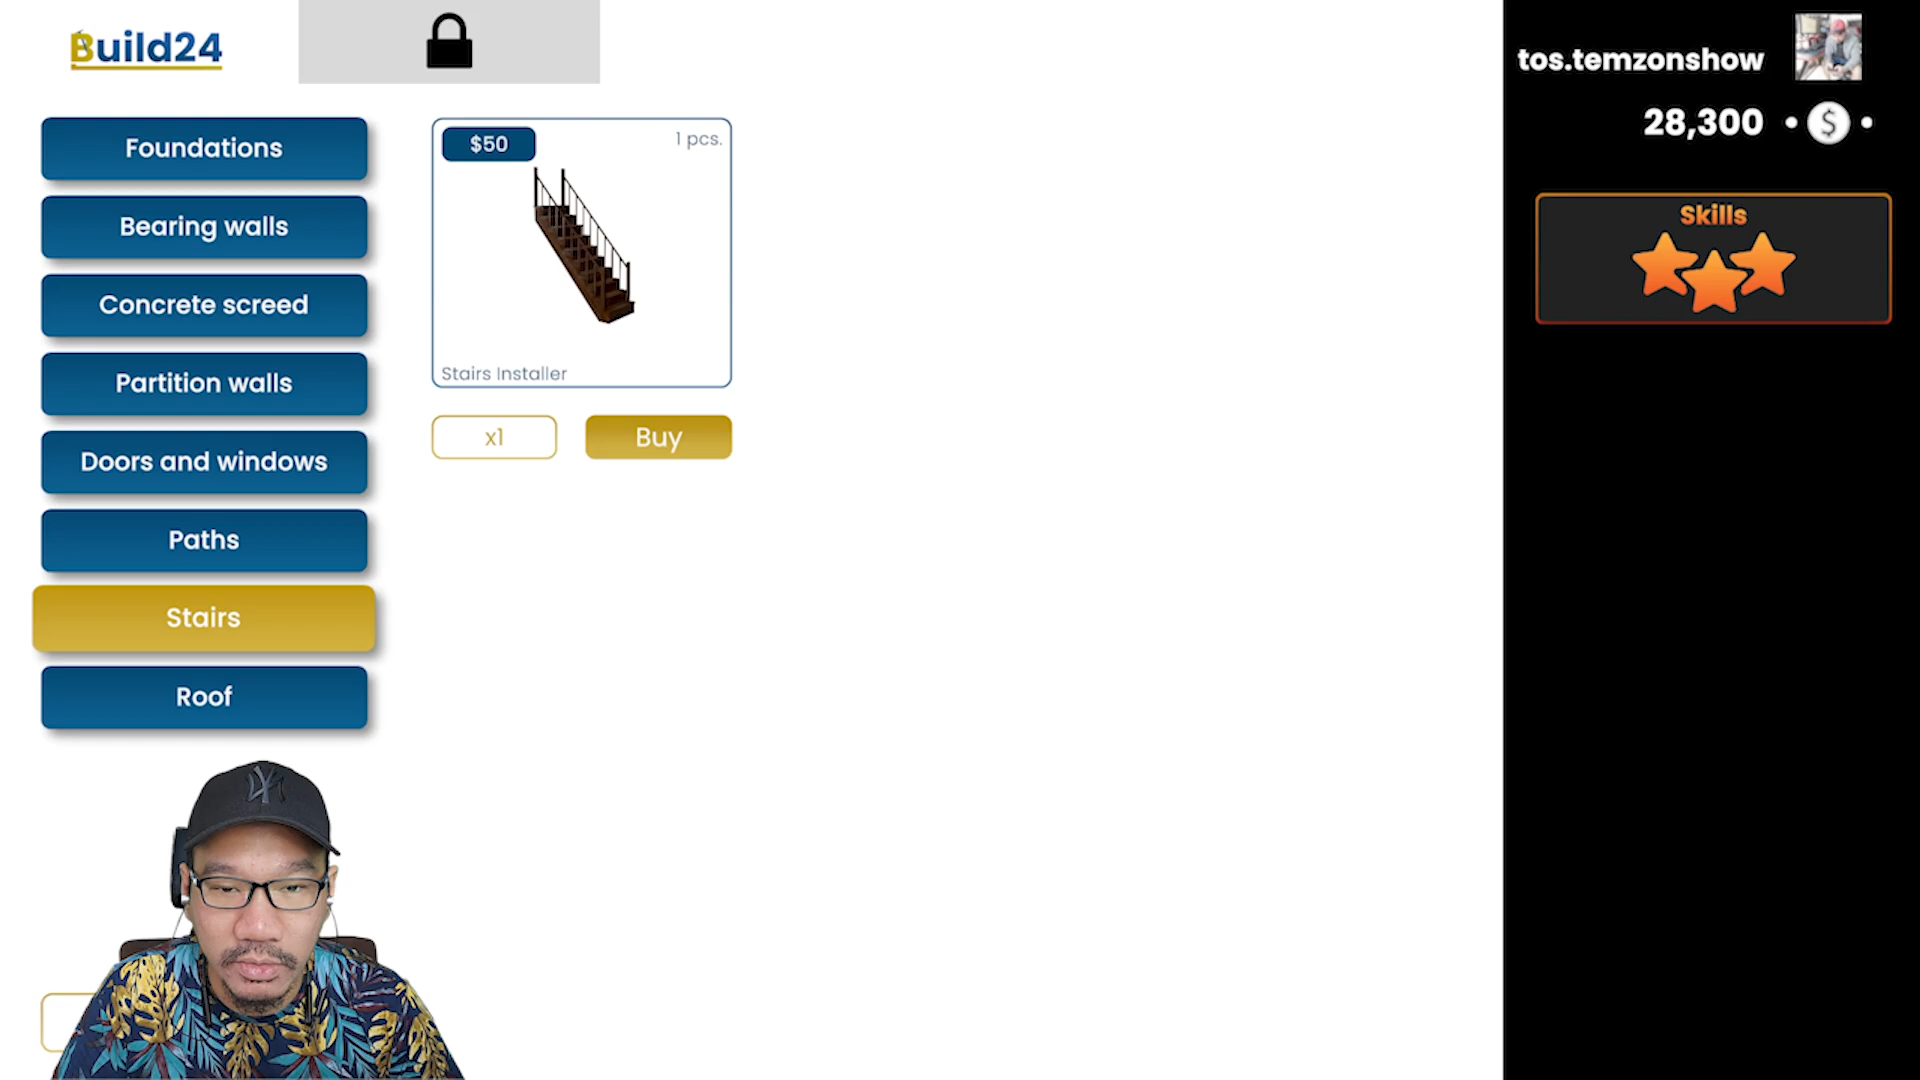 Build24
tos.temzonshow
28,300
$
Skills
Foundations
Bearing walls
Concrete screed
Partition walls
Doors and windows
Paths
Stairs
Roof
$50
1 pcs.
Stairs Installer
x1
Buy
NY